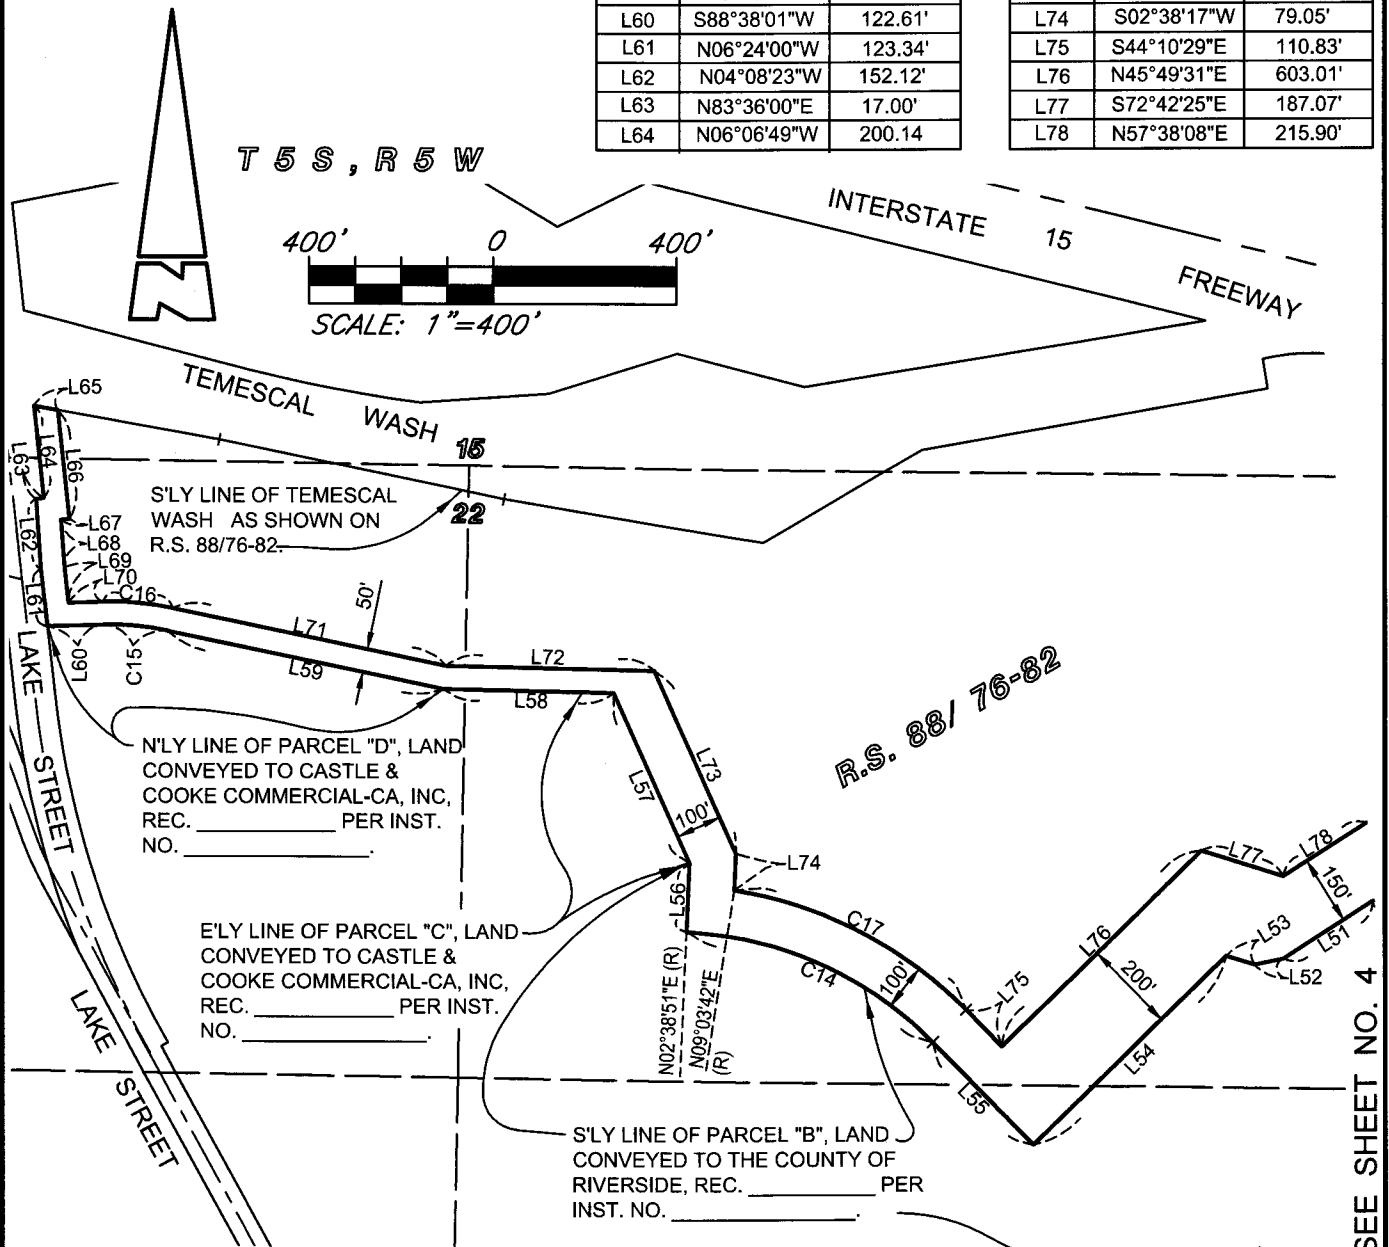 L60 S88°38'01"W 122.61'
L61 N06°24'00"W 123.34'
L62 N04°08'23"W 152.12'
L63 N83°36'00"E 17.00'
L64 N06°06'49"W 200.14
L74 S02°38'17"W 79.05'
L75 S44°10'29"E 110.83'
L76 N45°49'31"E 603.01'
L77 S72°42'25"E 187.07'
L78 N57°38'08"E 215.90'
T 5 S , R 5 W
N
400' 0 400'
SCALE: 1"=400'
INTERSTATE 15 FREEWAY
TEMESCAL WASH
15
22
L65
L63
L64
L66
S'LY LINE OF TEMESCAL
WASH AS SHOWN ON
R.S. 88/76-82.
L67
L68
L69
L70
C16
L62
L61
L60
C15
50'
L71
L59
L72
L58
LAKE STREET
R.S. 88/ 76-82
N'LY LINE OF PARCEL "D", LAND
CONVEYED TO CASTLE &
COOKE COMMERCIAL-CA, INC,
REC. ____________ PER INST.
NO. ________________.
L57
L73
100'
L74
L56
E'LY LINE OF PARCEL "C", LAND
CONVEYED TO CASTLE &
COOKE COMMERCIAL-CA, INC,
REC. ____________ PER INST.
NO. ________________.
C17
C14
100'
L75
L76
L77
L78
150'
L53
L51
L52
200'
L54
L55
N02°38'51"E (R)
N09°03'42"E
(R)
LAKE STREET
S'LY LINE OF PARCEL "B", LAND
CONVEYED TO THE COUNTY OF
RIVERSIDE, REC. ___________ PER
INST. NO. ________________.
SEE SHEET NO. 4